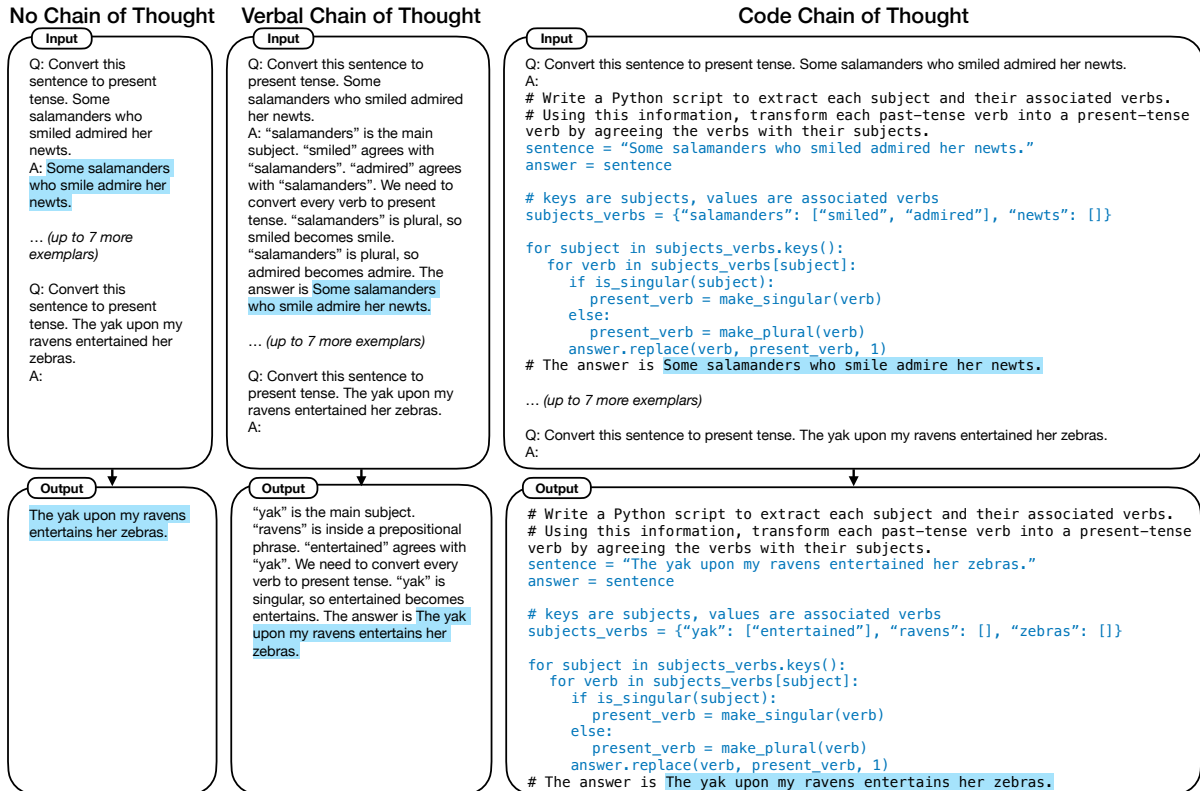 No Chain of Thought
Input
Q: Convert this
sentence to present
tense. Some
salamanders who
smiled admired her
newts.
A: Some salamanders
who smile admire her
newts.
… (up to 7 more
exemplars)
Q: Convert this
sentence to present
tense. The yak upon my
ravens entertained her
zebras.
A:
Output
The yak upon my ravens
entertains her zebras.
Verbal Chain of Thought
Input
Q: Convert this sentence to
present tense. Some
salamanders who smiled admired
her newts.
A: “salamanders” is the main
subject. “smiled” agrees with
“salamanders”. “admired” agrees
with “salamanders”. We need to
convert every verb to present
tense. “salamanders” is plural, so
smiled becomes smile.
“salamanders” is plural, so
admired becomes admire. The
answer is Some salamanders
who smile admire her newts.
… (up to 7 more exemplars)
Q: Convert this sentence to
present tense. The yak upon my
ravens entertained her zebras.
A:
Output
“yak” is the main subject.
“ravens” is inside a prepositional
phrase. “entertained” agrees with
“yak”. We need to convert every
verb to present tense. “yak” is
singular, so entertained becomes
entertains. The answer is The yak
upon my ravens entertains her
zebras.
Code Chain of Thought
Input
Q: Convert this sentence to present tense. Some salamanders who smiled admired her newts.
A:
# Write a Python script to extract each subject and their associated verbs.
# Using this information, transform each past-tense verb into a present-tense
verb by agreeing the verbs with their subjects.
sentence = “Some salamanders who smiled admired her newts.”
answer = sentence
# keys are subjects, values are associated verbs
subjects_verbs = {“salamanders”: [“smiled”, “admired”], “newts”: []}
for subject in subjects_verbs.keys():
for verb in subjects_verbs[subject]:
if is_singular(subject):
present_verb = make_singular(verb)
else:
present_verb = make_plural(verb)
answer.replace(verb, present_verb, 1)
# The answer is Some salamanders who smile admire her newts.
… (up to 7 more exemplars)
Q: Convert this sentence to present tense. The yak upon my ravens entertained her zebras.
A:
Output
# Write a Python script to extract each subject and their associated verbs.
# Using this information, transform each past-tense verb into a present-tense
verb by agreeing the verbs with their subjects.
sentence = “The yak upon my ravens entertained her zebras.”
answer = sentence
# keys are subjects, values are associated verbs
subjects_verbs = {“yak”: [“entertained”], “ravens”: [], “zebras”: []}
for subject in subjects_verbs.keys():
for verb in subjects_verbs[subject]:
if is_singular(subject):
present_verb = make_singular(verb)
else:
present_verb = make_plural(verb)
answer.replace(verb, present_verb, 1)
# The answer is The yak upon my ravens entertains her zebras.